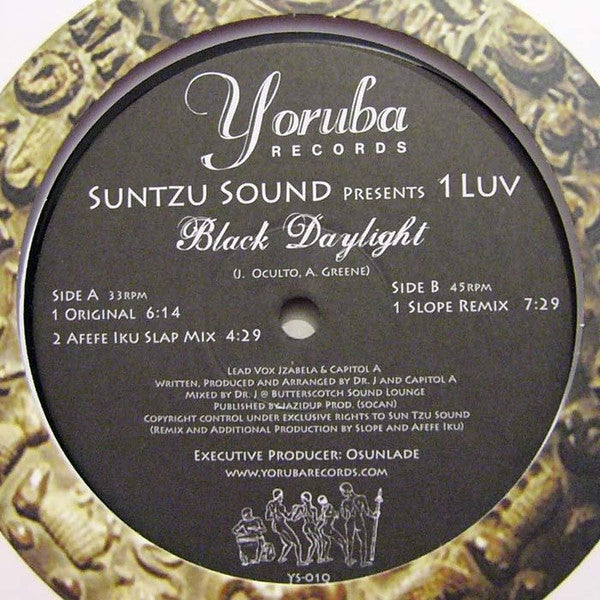 Yoruba
RECORDS
SUNTZU SOUND PRESENTS 1 LUV
Black Daylight
(J. OCULTO, A. GREENE)
SIDE A 33RPM
1 ORIGINAL 6:14
2 AFEFE IKU SLAP MIX 4:29
SIDE B 45RPM
1 SLOPE REMIX 7:29
LEAD VOX JZABELA & CAPITOL A
WRITTEN, PRODUCED AND ARRANGED BY DR. J AND CAPITOL A
MIXED BY DR. J @ BUTTERSCOTCH SOUND LOUNGE
PUBLISHED BY JAZIDUP PROD. (SOCAN)
COPYRIGHT CONTROL UNDER EXCLUSIVE RIGHTS TO SUN TZU SOUND
(REMIX AND ADDITIONAL PRODUCTION BY SLOPE AND AFEFE IKU)
EXECUTIVE PRODUCER: OSUNLADE
WWW.YORUBARECORDS.COM
YS-010